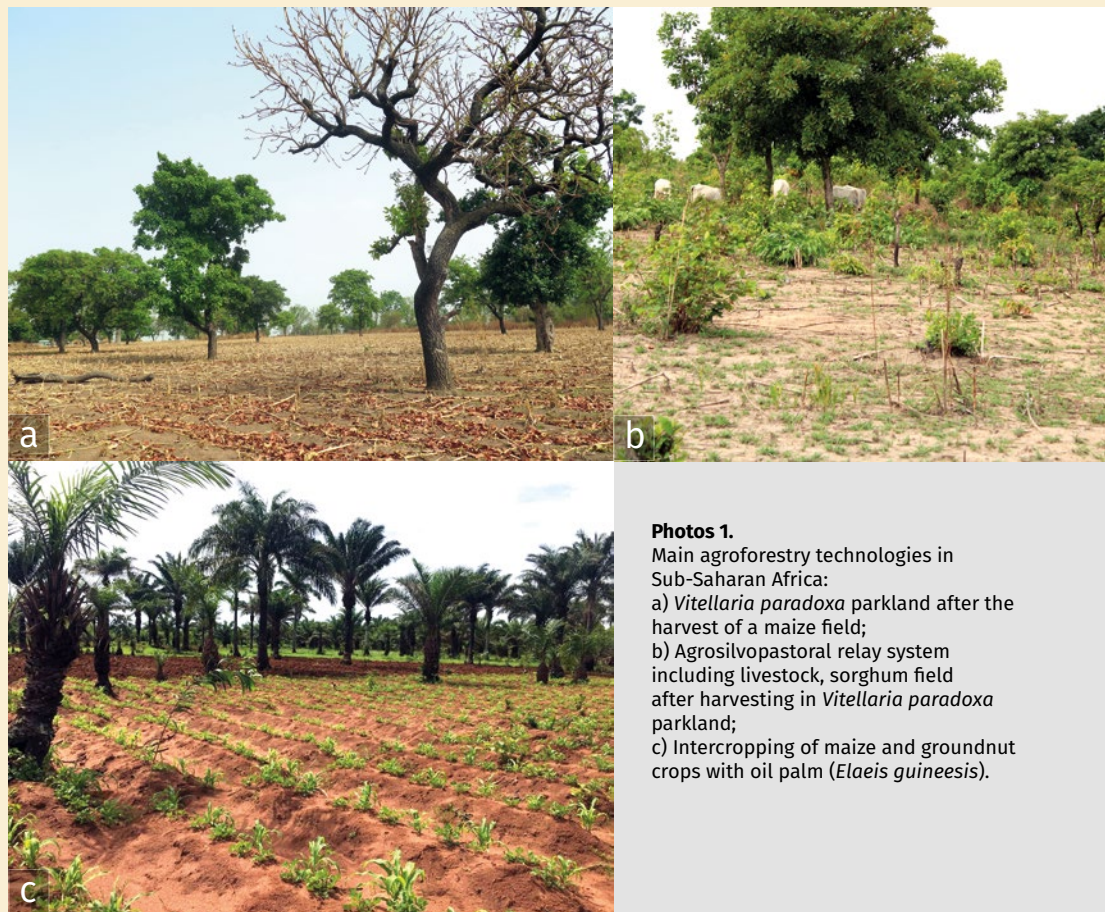 a
b
c
Photos 1.
Main agroforestry technologies in
Sub-Saharan Africa:
a) Vitellaria paradoxa parkland after the
harvest of a maize field;
b) Agrosilvopastoral relay system
including livestock, sorghum field
after harvesting in Vitellaria paradoxa
parkland;
c) Intercropping of maize and groundnut
crops with oil palm (Elaeis guineesis).